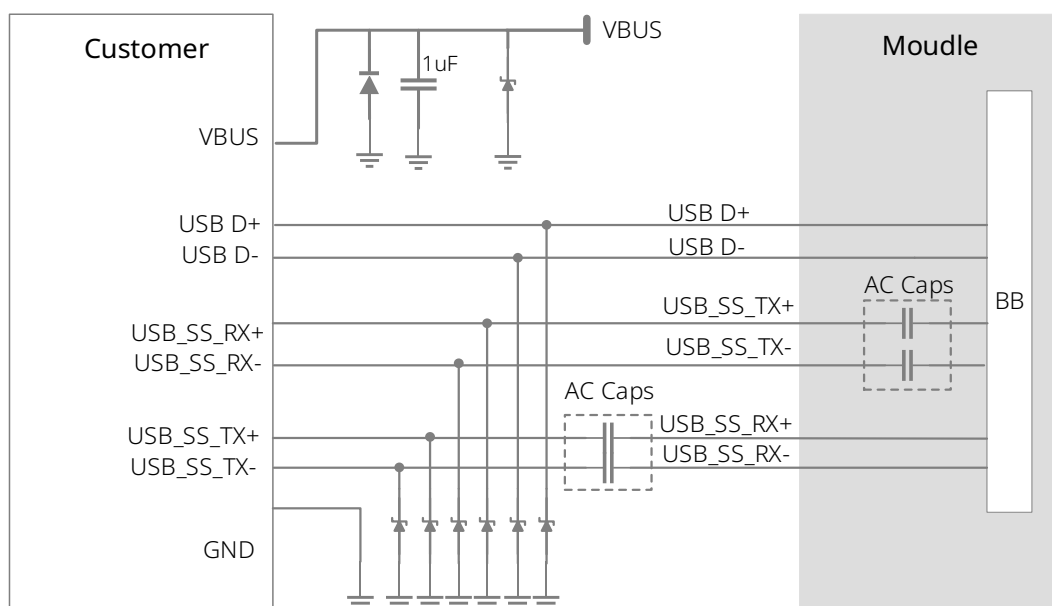 Customer
VBUS
1uF
Moudle
VBUS
USB D+
USB D+
USB D-
USB D-
AC Caps
BB
USB_SS_TX+
USB_SS_RX+
USB_SS_TX-
USB_SS_RX-
AC Caps
USB_SS_RX+
USB_SS_TX+
USB_SS_RX-
USB_SS_TX-
GND